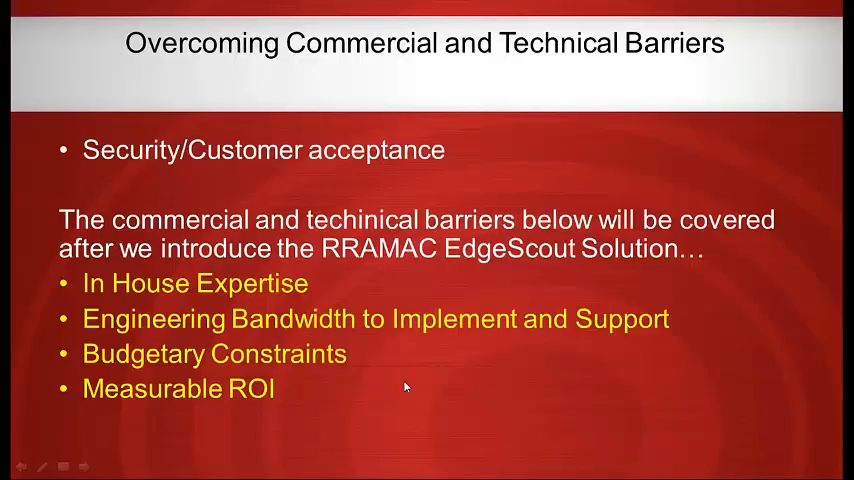 Overcoming Commercial and Technical Barriers
• Security/Customer acceptance
The commercial and techinical barriers below will be covered
after we introduce the RRAMAC EdgeScout Solution…
• In House Expertise
• Engineering Bandwidth to Implement and Support
• Budgetary Constraints
• Measurable ROI